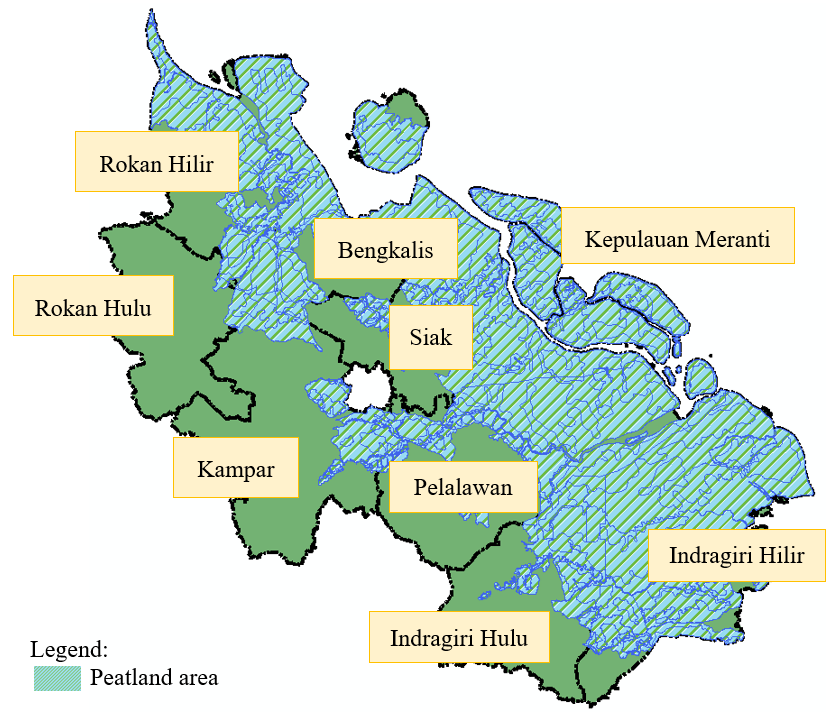 Rokan Hilir
Kepulauan Meranti
Bengkalis
Rokan Hulu
Siak
Kampar
Pelalawan
Indragiri Hilir
Indragiri Hulu
Legend:
Peatland area